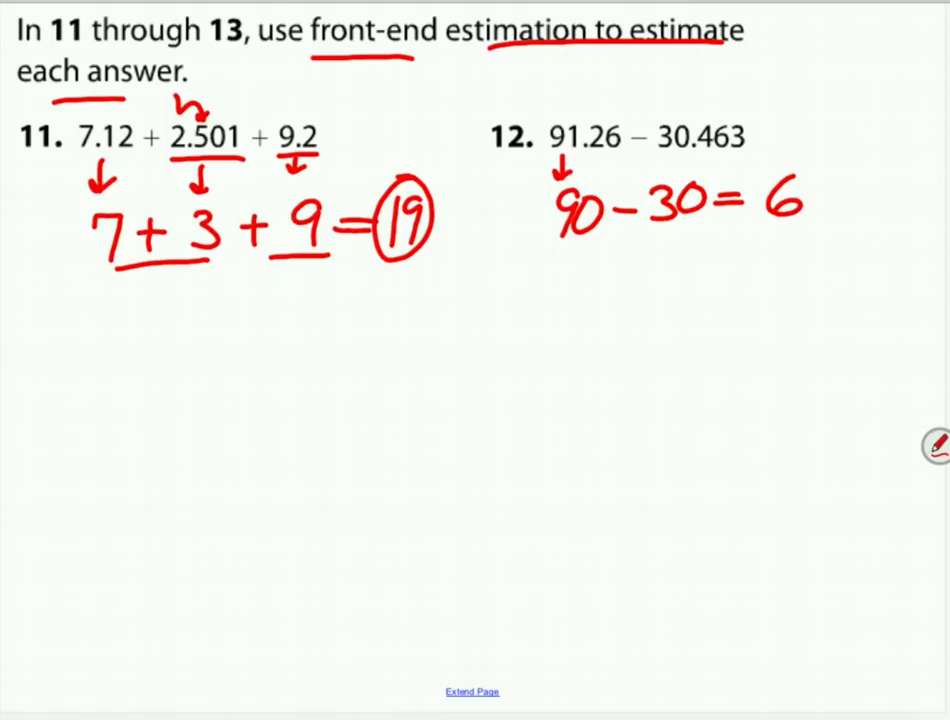 In 11 through 13, use front-end estimation to estimate
each answer.
11. 7.12 + 2.501 + 9.2
12. 91.26 − 30.463
7 + 3 + 9 = 19
90 - 30 = 6
Extend Page